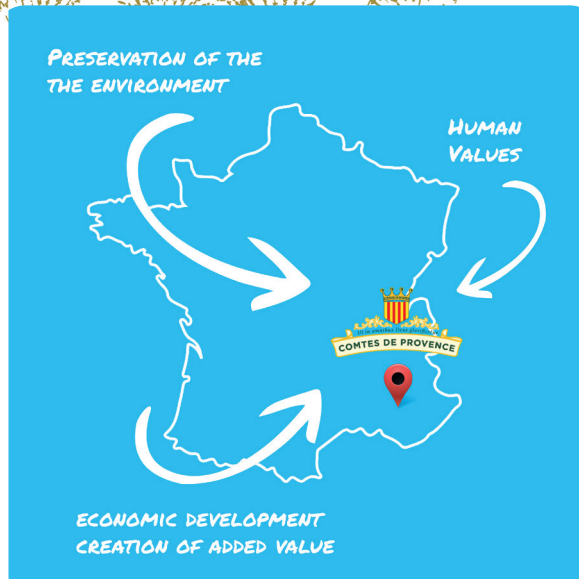 PRESERVATION OF THE
THE ENVIRONMENT
HUMAN
VALUES
COMTES DE PROVENCE
ECONOMIC DEVELOPMENT
CREATION OF ADDED VALUE